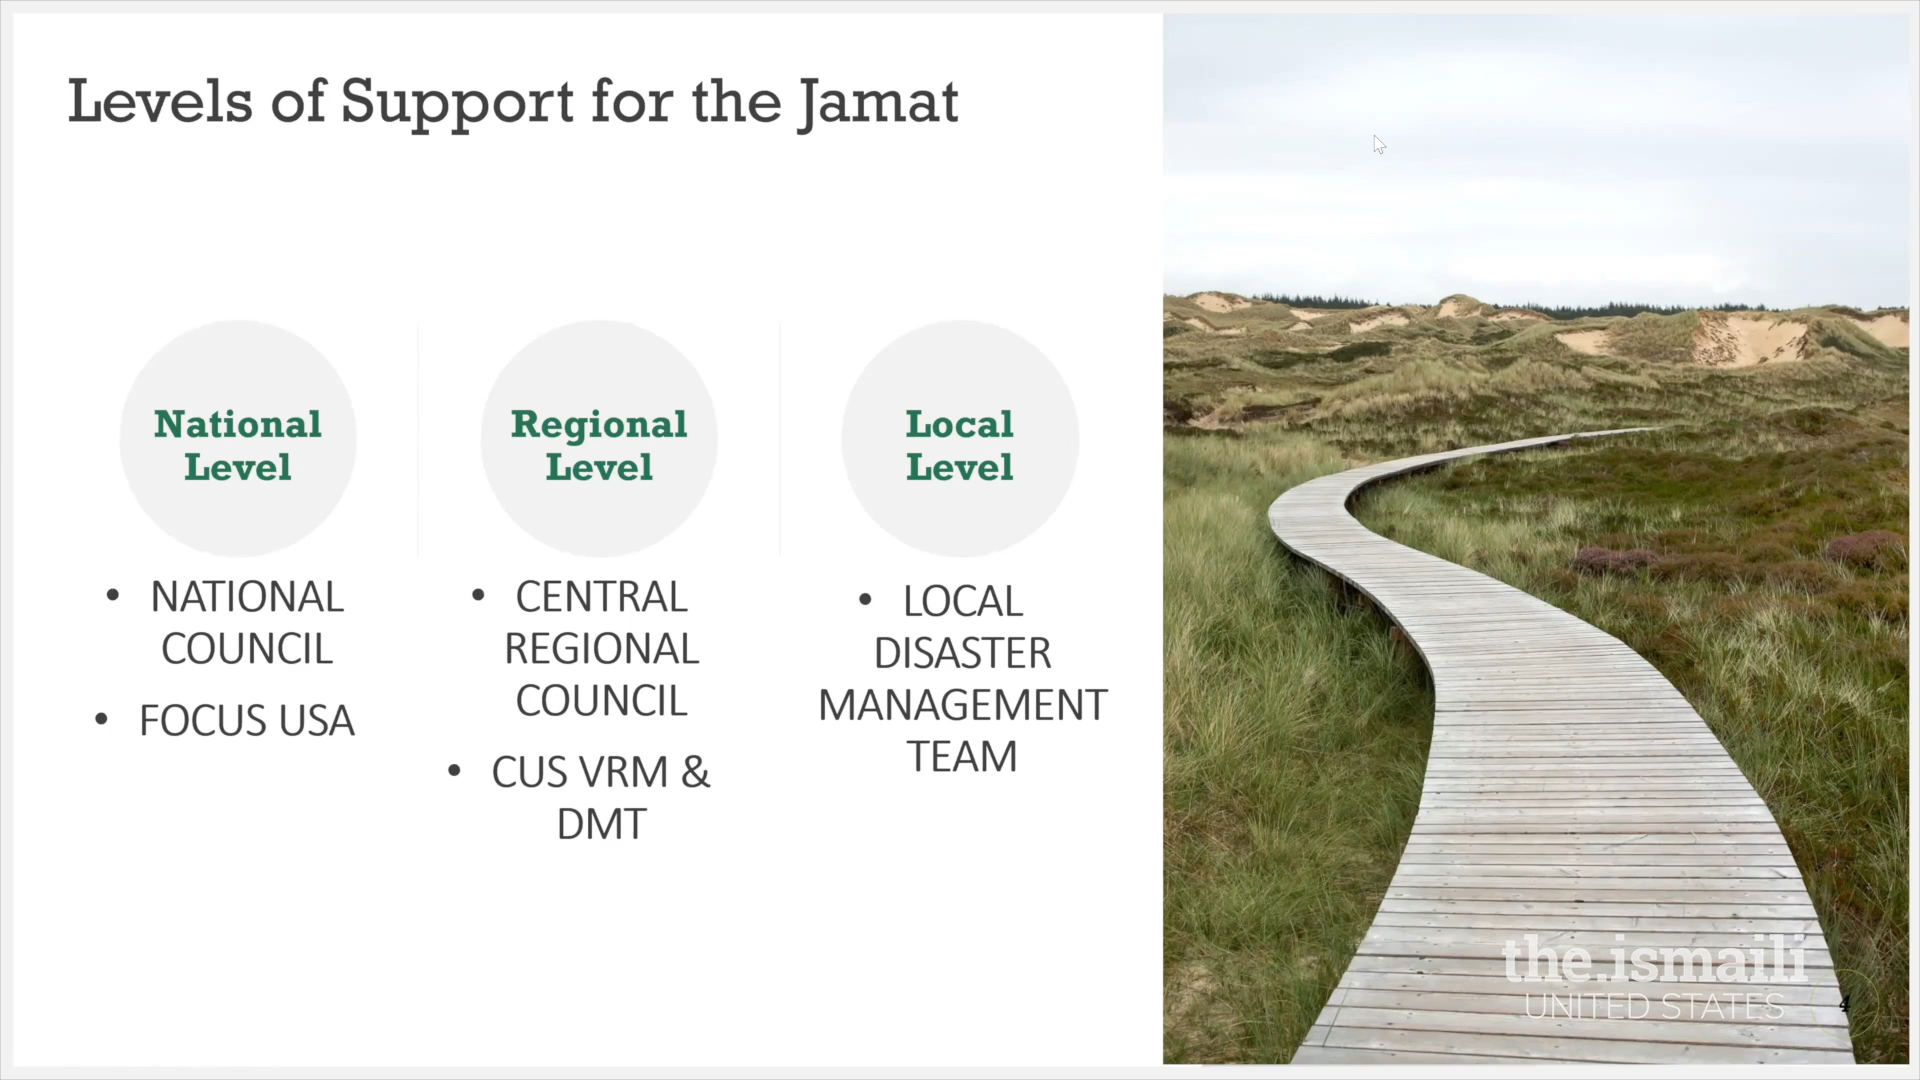 Levels of Support for the Jamat
National
Level
• NATIONAL
COUNCIL
• FOCUS USA
Regional
Level
• CENTRAL
REGIONAL
COUNCIL
• CUS VRM &
DMT
Local
Level
• LOCAL
DISASTER
MANAGEMENT
TEAM
the.ismaili
UNITED STATES
4